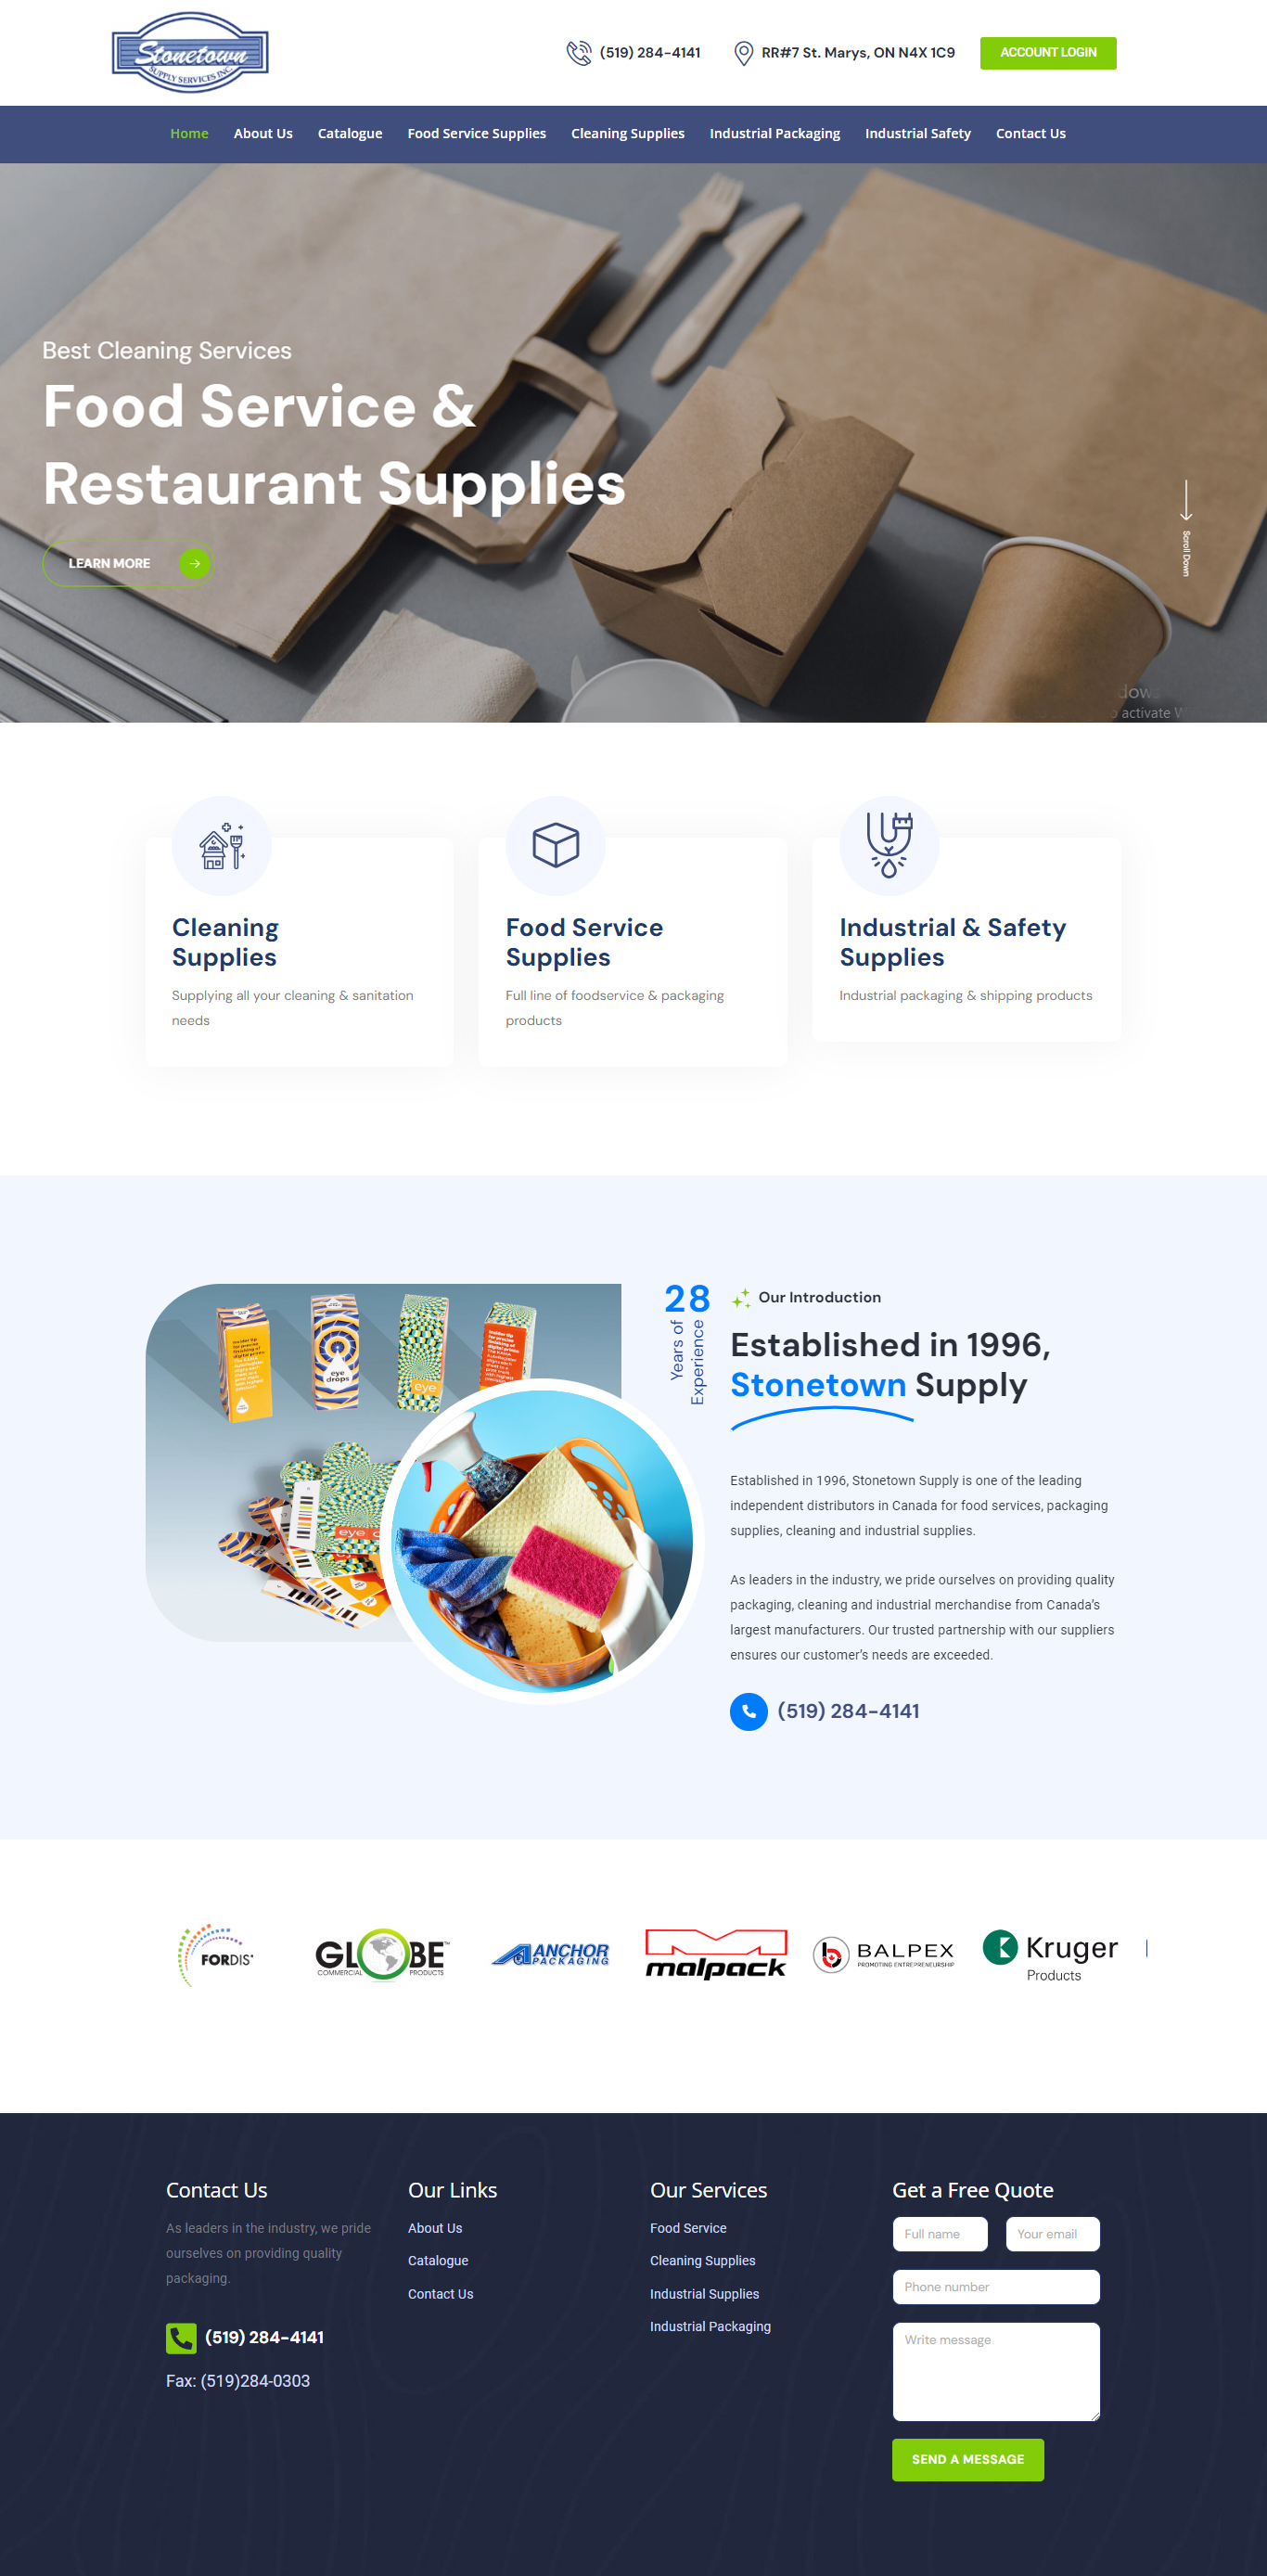 Stonetown
SUPPLY SERVICES INC.
(519) 284-4141
RR#7 St. Marys, ON N4X 1C9
ACCOUNT LOGIN
Home
About Us
Catalogue
Food Service Supplies
Cleaning Supplies
Industrial Packaging
Industrial Safety
Contact Us
Best Cleaning Services
Food Service &
Restaurant Supplies
LEARN MORE
Scroll Down
activate
Cleaning
Supplies
Supplying all your cleaning & sanitation
needs
Food Service
Supplies
Full line of foodservice & packaging
products
Industrial & Safety
Supplies
Industrial packaging & shipping products
eye
drops
eye
eye
28
Years of
Experience
Our Introduction
Established in 1996,
Stonetown Supply
Established in 1996, Stonetown Supply is one of the leading
independent distributors in Canada for food services, packaging
supplies, cleaning and industrial supplies.
As leaders in the industry, we pride ourselves on providing quality
packaging, cleaning and industrial merchandise from Canada’s
largest manufacturers. Our trusted partnership with our suppliers
ensures our customer’s needs are exceeded.
(519) 284-4141
FORDIS
GLOBE™
COMMERCIAL PRODUCTS
ANCHOR
PACKAGING
malpack
b BALPEX
PROMOTING ENTREPRENEURSHIP
K Kruger
Products
Contact Us
As leaders in the industry, we pride
ourselves on providing quality
packaging.
(519) 284-4141
Fax: (519)284-0303
Our Links
About Us
Catalogue
Contact Us
Our Services
Food Service
Cleaning Supplies
Industrial Supplies
Industrial Packaging
Get a Free Quote
Full name
Your email
Phone number
Write message
SEND A MESSAGE